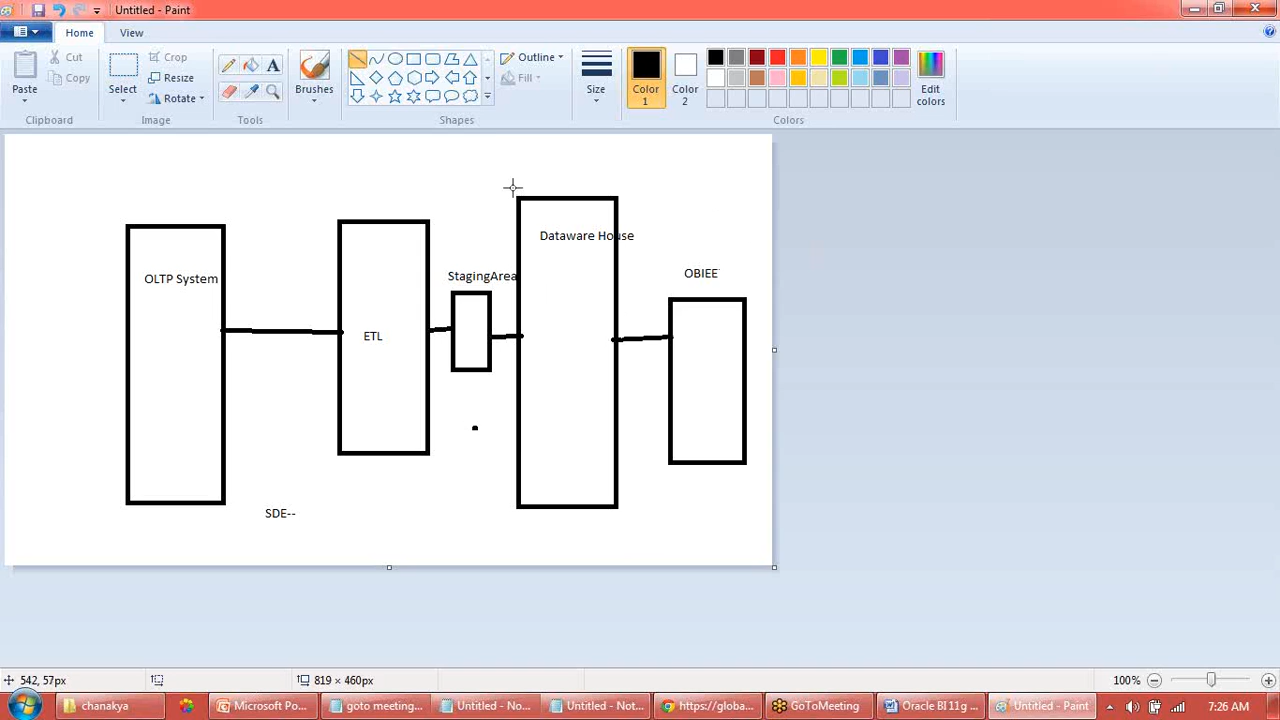 Untitled - Paint
Home
View
Paste
Cut
Copy
Clipboard
Select
Crop
Resize
Rotate
Image
Tools
Brushes
Shapes
Outline
Fill
Size
Color 1
Color 2
Edit colors
Colors
OLTP System
ETL
StagingArea
Dataware House
OBIEE
SDE--
542, 57px
819 × 460px
100%
chanakya
Microsoft Po...
goto meeting...
Untitled - No...
Untitled - Not...
https://globa...
GoToMeeting
Oracle BI 11g ...
Untitled - Paint
7:26 AM